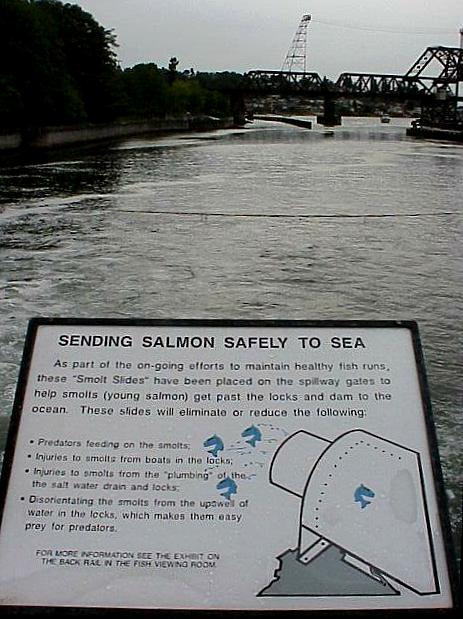 SENDING SALMON SAFELY TO SEA
As part of the on-going efforts to maintain healthy fish runs,
these "Smolt Slides" have been placed on the spillway gates to
help smolts (young salmon) get past the locks and dam to the
ocean. These slides will eliminate or reduce the following:
• Predators feeding on the smolts;
• Injuries to smolts from boats in the locks;
• Injuries to smolts from the "plumbing" of the
the salt water drain and locks;
• Disorientating the smolts from the upswell of
water in the locks, which makes them easy
prey for predators.
FOR MORE INFORMATION SEE THE EXHIBIT ON
THE BACK RAIL IN THE FISH VIEWING ROOM.